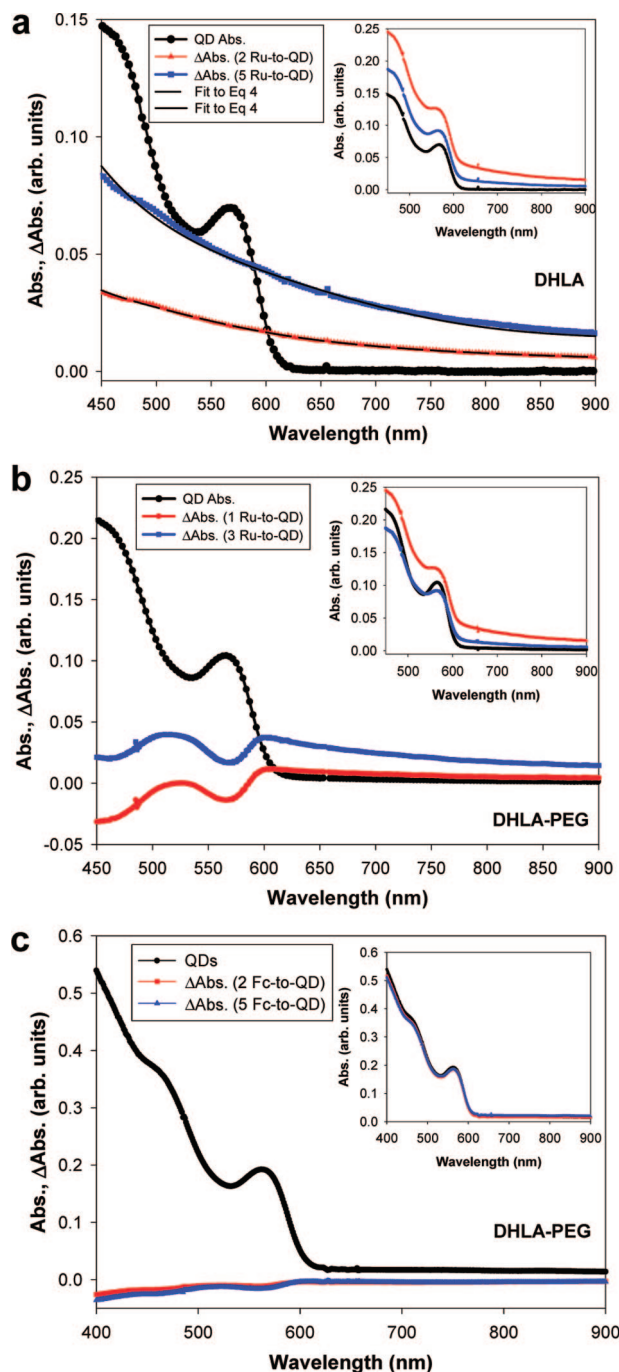 a
0.15
0.10
0.05
0.00
Abs., ΔAbs. (arb. units)
QD Abs.
ΔAbs. (2 Ru-to-QD)
ΔAbs. (5 Ru-to-QD)
Fit to Eq 4
Fit to Eq 4
0.25
0.20
0.15
0.10
0.05
0.00
Abs. (arb. units)
500 600 700 800 900
Wavelength (nm)
DHLA
450 500 550 600 650 700 750 800 850 900
Wavelength (nm)
b
0.25
0.20
0.15
0.10
0.05
0.00
-0.05
Abs., ΔAbs. (arb. units)
QD Abs.
ΔAbs. (1 Ru-to-QD)
ΔAbs. (3 Ru-to-QD)
0.25
0.20
0.15
0.10
0.05
0.00
Abs. (arb. units)
500 600 700 800 900
Wavelength (nm)
DHLA-PEG
450 500 550 600 650 700 750 800 850 900
Wavelength (nm)
c
0.6
0.5
0.4
0.3
0.2
0.1
0.0
Abs., ΔAbs. (arb. units)
QDs
ΔAbs. (2 Fc-to-QD)
ΔAbs. (5 Fc-to-QD)
0.6
0.5
0.4
0.3
0.2
0.1
0.0
Abs. (arb. units)
400 500 600 700 800 900
Wavelength (nm)
DHLA-PEG
400 500 600 700 800 900
Wavelength (nm)